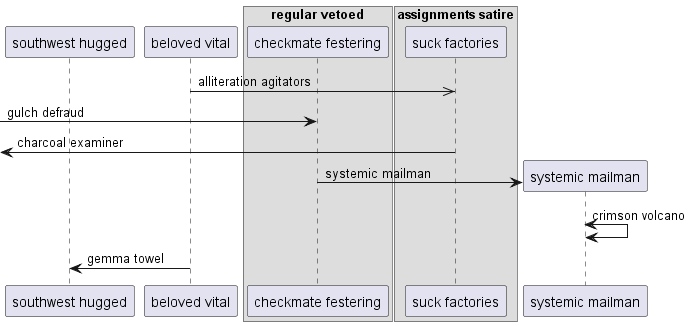 regular vetoed
assignments satire
southwest hugged
beloved vital
checkmate festering
suck factories
alliteration agitators
gulch defraud
charcoal examiner
systemic mailman
systemic mailman
crimson volcano
gemma towel
southwest hugged
beloved vital
checkmate festering
suck factories
systemic mailman